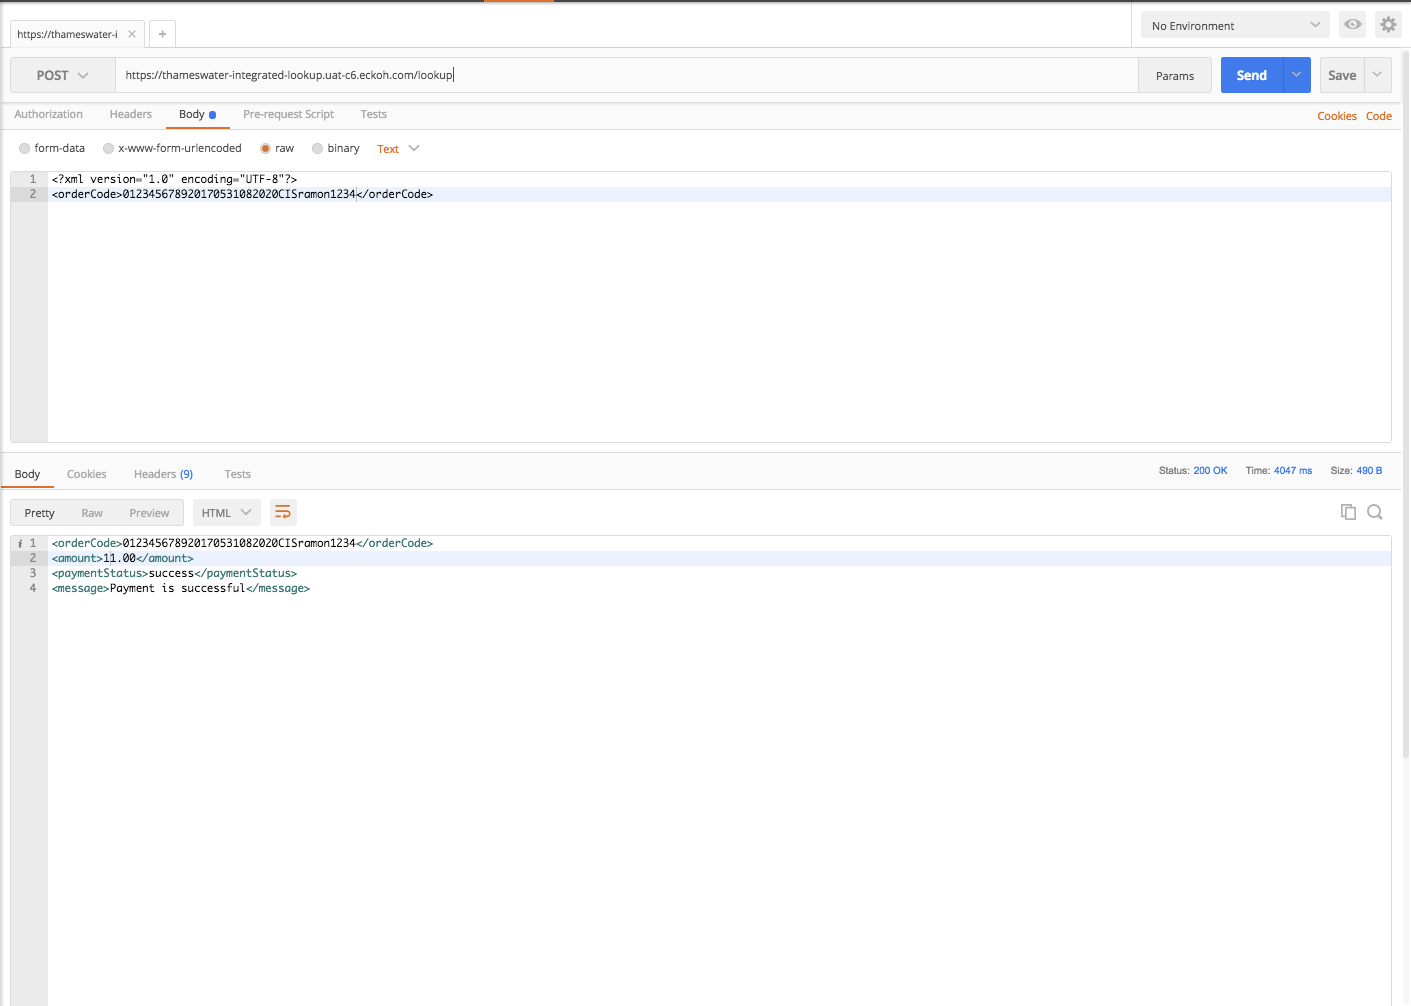 https://thameswater-i × +
No Environment
POST https://thameswater-integrated-lookup.uat-c6.eckoh.com/lookup Params Send Save
Authorization Headers Body Pre-request Script Tests Cookies Code
form-data x-www-form-urlencoded raw binary Text
1 <?xml version="1.0" encoding="UTF-8"?>
2 <orderCode>012345678920170531082020CISramon1234</orderCode>
Body Cookies Headers (9) Tests Status: 200 OK Time: 4047 ms Size: 490 B
Pretty Raw Preview HTML
i 1 <orderCode>012345678920170531082020CISramon1234</orderCode>
2 <amount>11.00</amount>
3 <paymentStatus>success</paymentStatus>
4 <message>Payment is successful</message>